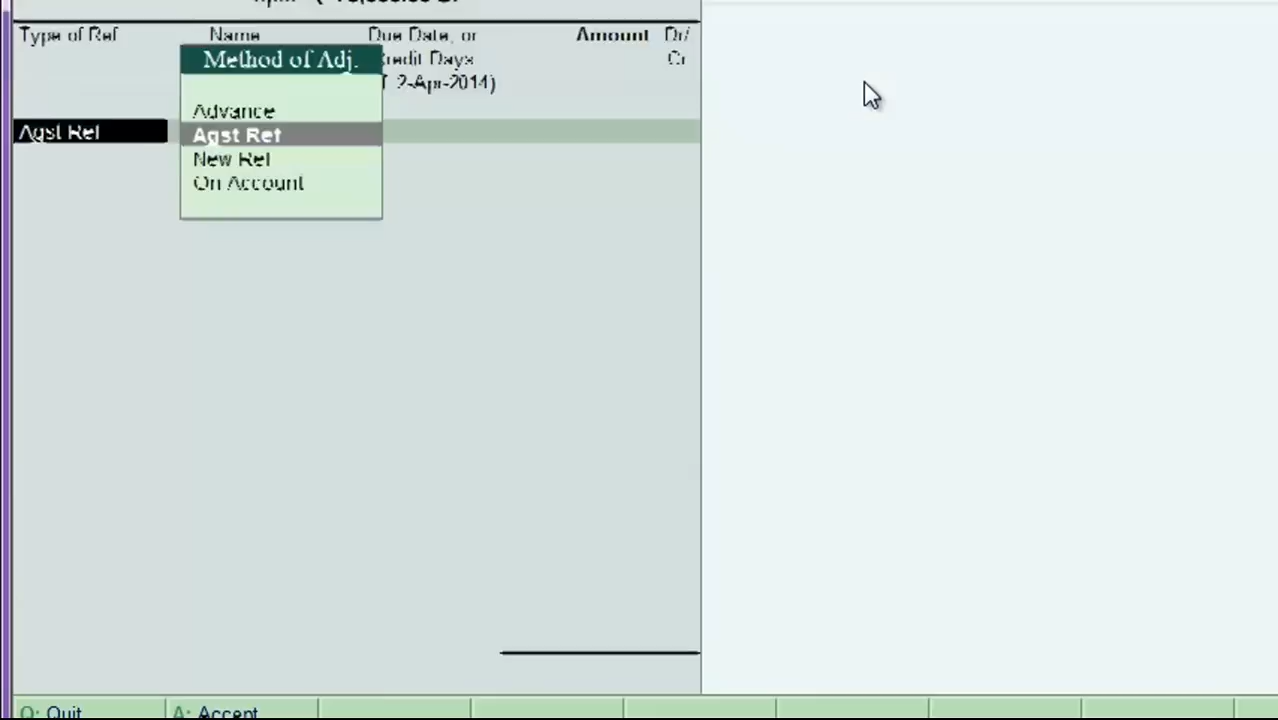 Type of Ref Name Due Date, or Amount Dr/
Method of Adj. Credit Days Cr
2-Apr-2014)
Advance
Agst Ref Agst Ref
New Ref
On Account
Q: Quit A: Accept